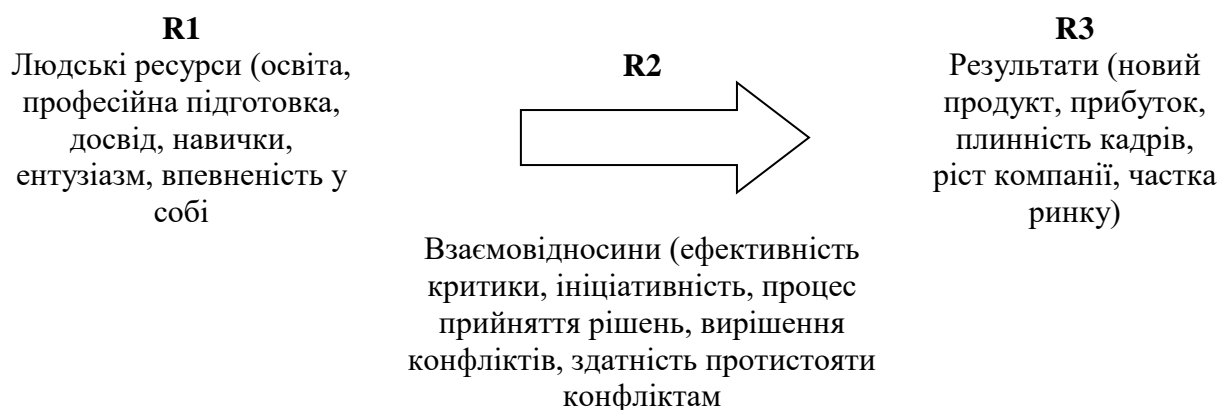 R1
Людські ресурси (освіта,
професійна підготовка,
досвід, навички,
ентузіазм, впевненість у
собі
R2
Взаємовідносини (ефективність
критики, ініціативність, процес
прийняття рішень, вирішення
конфліктів, здатність протистояти
конфліктам
R3
Результати (новий
продукт, прибуток,
плинність кадрів,
ріст компанії, частка
ринку)